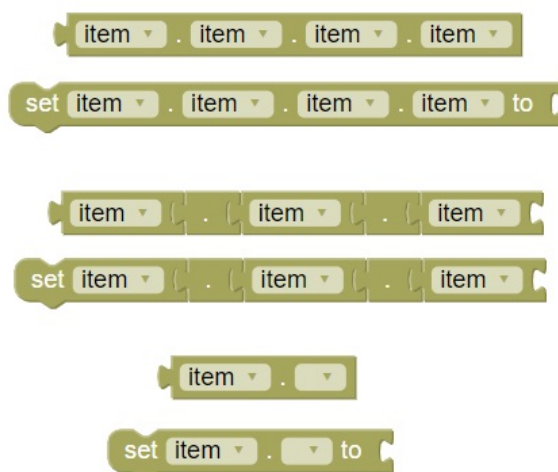 item . item . item . item
set item . item . item . item to
item . item . item
set item . item . item
item .
set item . to